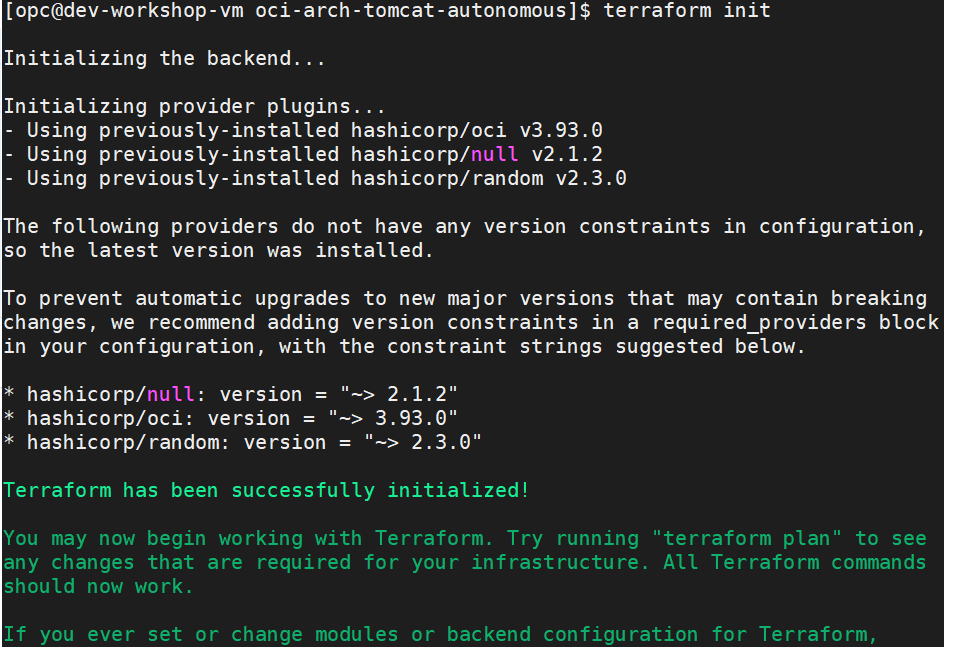 [opc@dev-workshop-vm oci-arch-tomcat-autonomous]$ terraform init
Initializing the backend...
Initializing provider plugins...
- Using previously-installed hashicorp/oci v3.93.0
- Using previously-installed hashicorp/null v2.1.2
- Using previously-installed hashicorp/random v2.3.0
The following providers do not have any version constraints in configuration,
so the latest version was installed.
To prevent automatic upgrades to new major versions that may contain breaking
changes, we recommend adding version constraints in a required_providers block
in your configuration, with the constraint strings suggested below.
* hashicorp/null: version = "~> 2.1.2"
* hashicorp/oci: version = "~> 3.93.0"
* hashicorp/random: version = "~> 2.3.0"
Terraform has been successfully initialized!
You may now begin working with Terraform. Try running "terraform plan" to see
any changes that are required for your infrastructure. All Terraform commands
should now work.
If you ever set or change modules or backend configuration for Terraform,